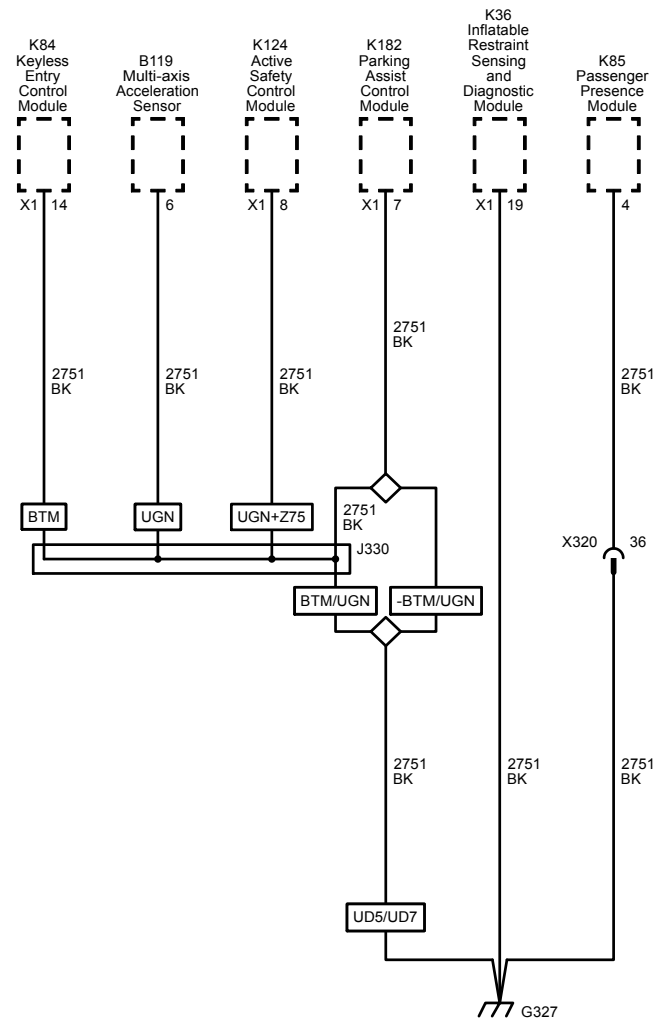 K84
Keyless
Entry
Control
Module
B119
Multi-axis
Acceleration
Sensor
K124
Active
Safety
Control
Module
K182
Parking
Assist
Control
Module
K36
Inflatable
Restraint
Sensing
and
Diagnostic
Module
K85
Passenger
Presence
Module
X1 14
6
X1 8
X1 7
X1 19
4
2751
BK
2751
BK
2751
BK
2751
BK
2751
BK
BTM
UGN
UGN+Z75
2751
BK
J330
X320 36
BTM/UGN
-BTM/UGN
2751
BK
2751
BK
2751
BK
UD5/UD7
G327